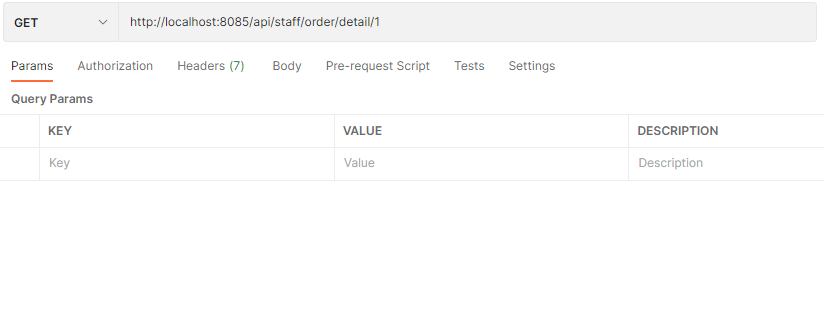 GET http://localhost:8085/api/staff/order/detail/1
Params Authorization Headers (7) Body Pre-request Script Tests Settings
Query Params
KEY VALUE DESCRIPTION
Key Value Description